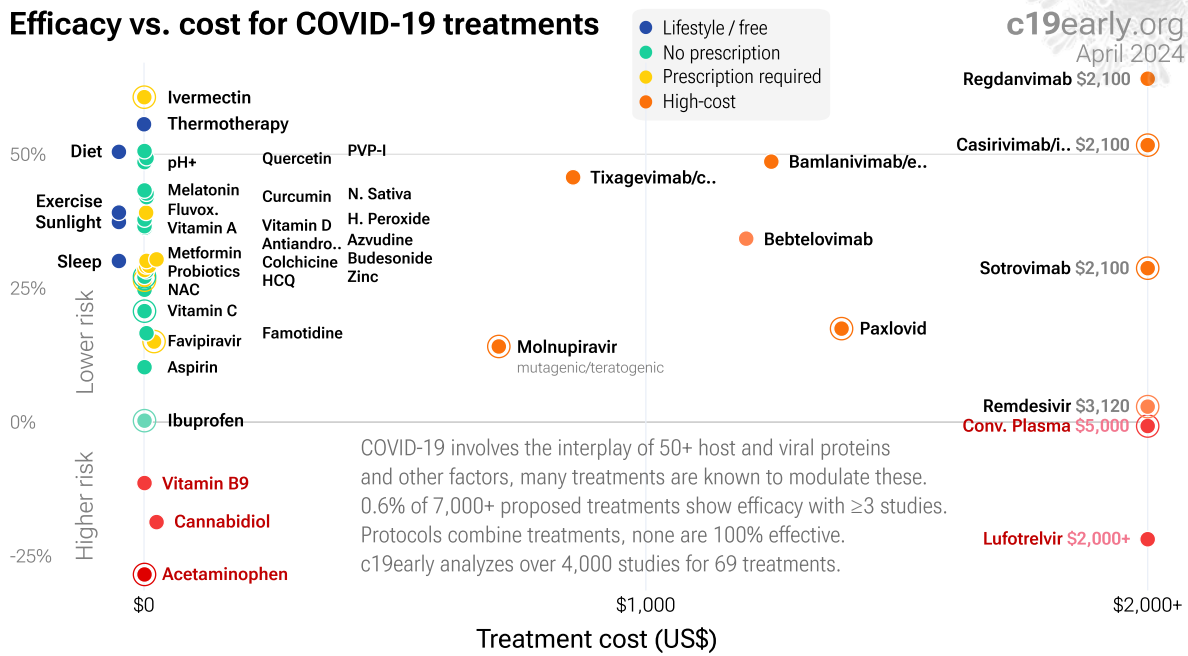 Efficacy vs. cost for COVID-19 treatments
Lifestyle / free
No prescription
Prescription required
High-cost
c19early.org
April 2024
Regdanvimab $2,100
Ivermectin
Thermotherapy
50%
Diet
pH+
Quercetin
PVP-I
Casirivimab/i.. $2,100
Bamlanivimab/e..
Tixagevimab/c..
Melatonin
Curcumin
N. Sativa
Exercise
Fluvox.
H. Peroxide
Sunlight
Vitamin A
Vitamin D
Bebtelovimab
Antiandro..
Azvudine
Sleep
Metformin
Colchicine
Budesonide
Probiotics
HCQ
Zinc
Sotrovimab $2,100
25%
NAC
Vitamin C
Lower risk
Favipiravir
Famotidine
Paxlovid
Molnupiravir
mutagenic/teratogenic
Aspirin
Remdesivir $3,120
0%
Ibuprofen
Conv. Plasma $5,000
COVID-19 involves the interplay of 50+ host and viral proteins
and other factors, many treatments are known to modulate these.
0.6% of 7,000+ proposed treatments show efficacy with ≥3 studies.
Protocols combine treatments, none are 100% effective.
c19early analyzes over 4,000 studies for 69 treatments.
Higher risk
Vitamin B9
Cannabidiol
Lufotrelvir $2,000+
-25%
Acetaminophen
$0
$1,000
$2,000+
Treatment cost (US$)